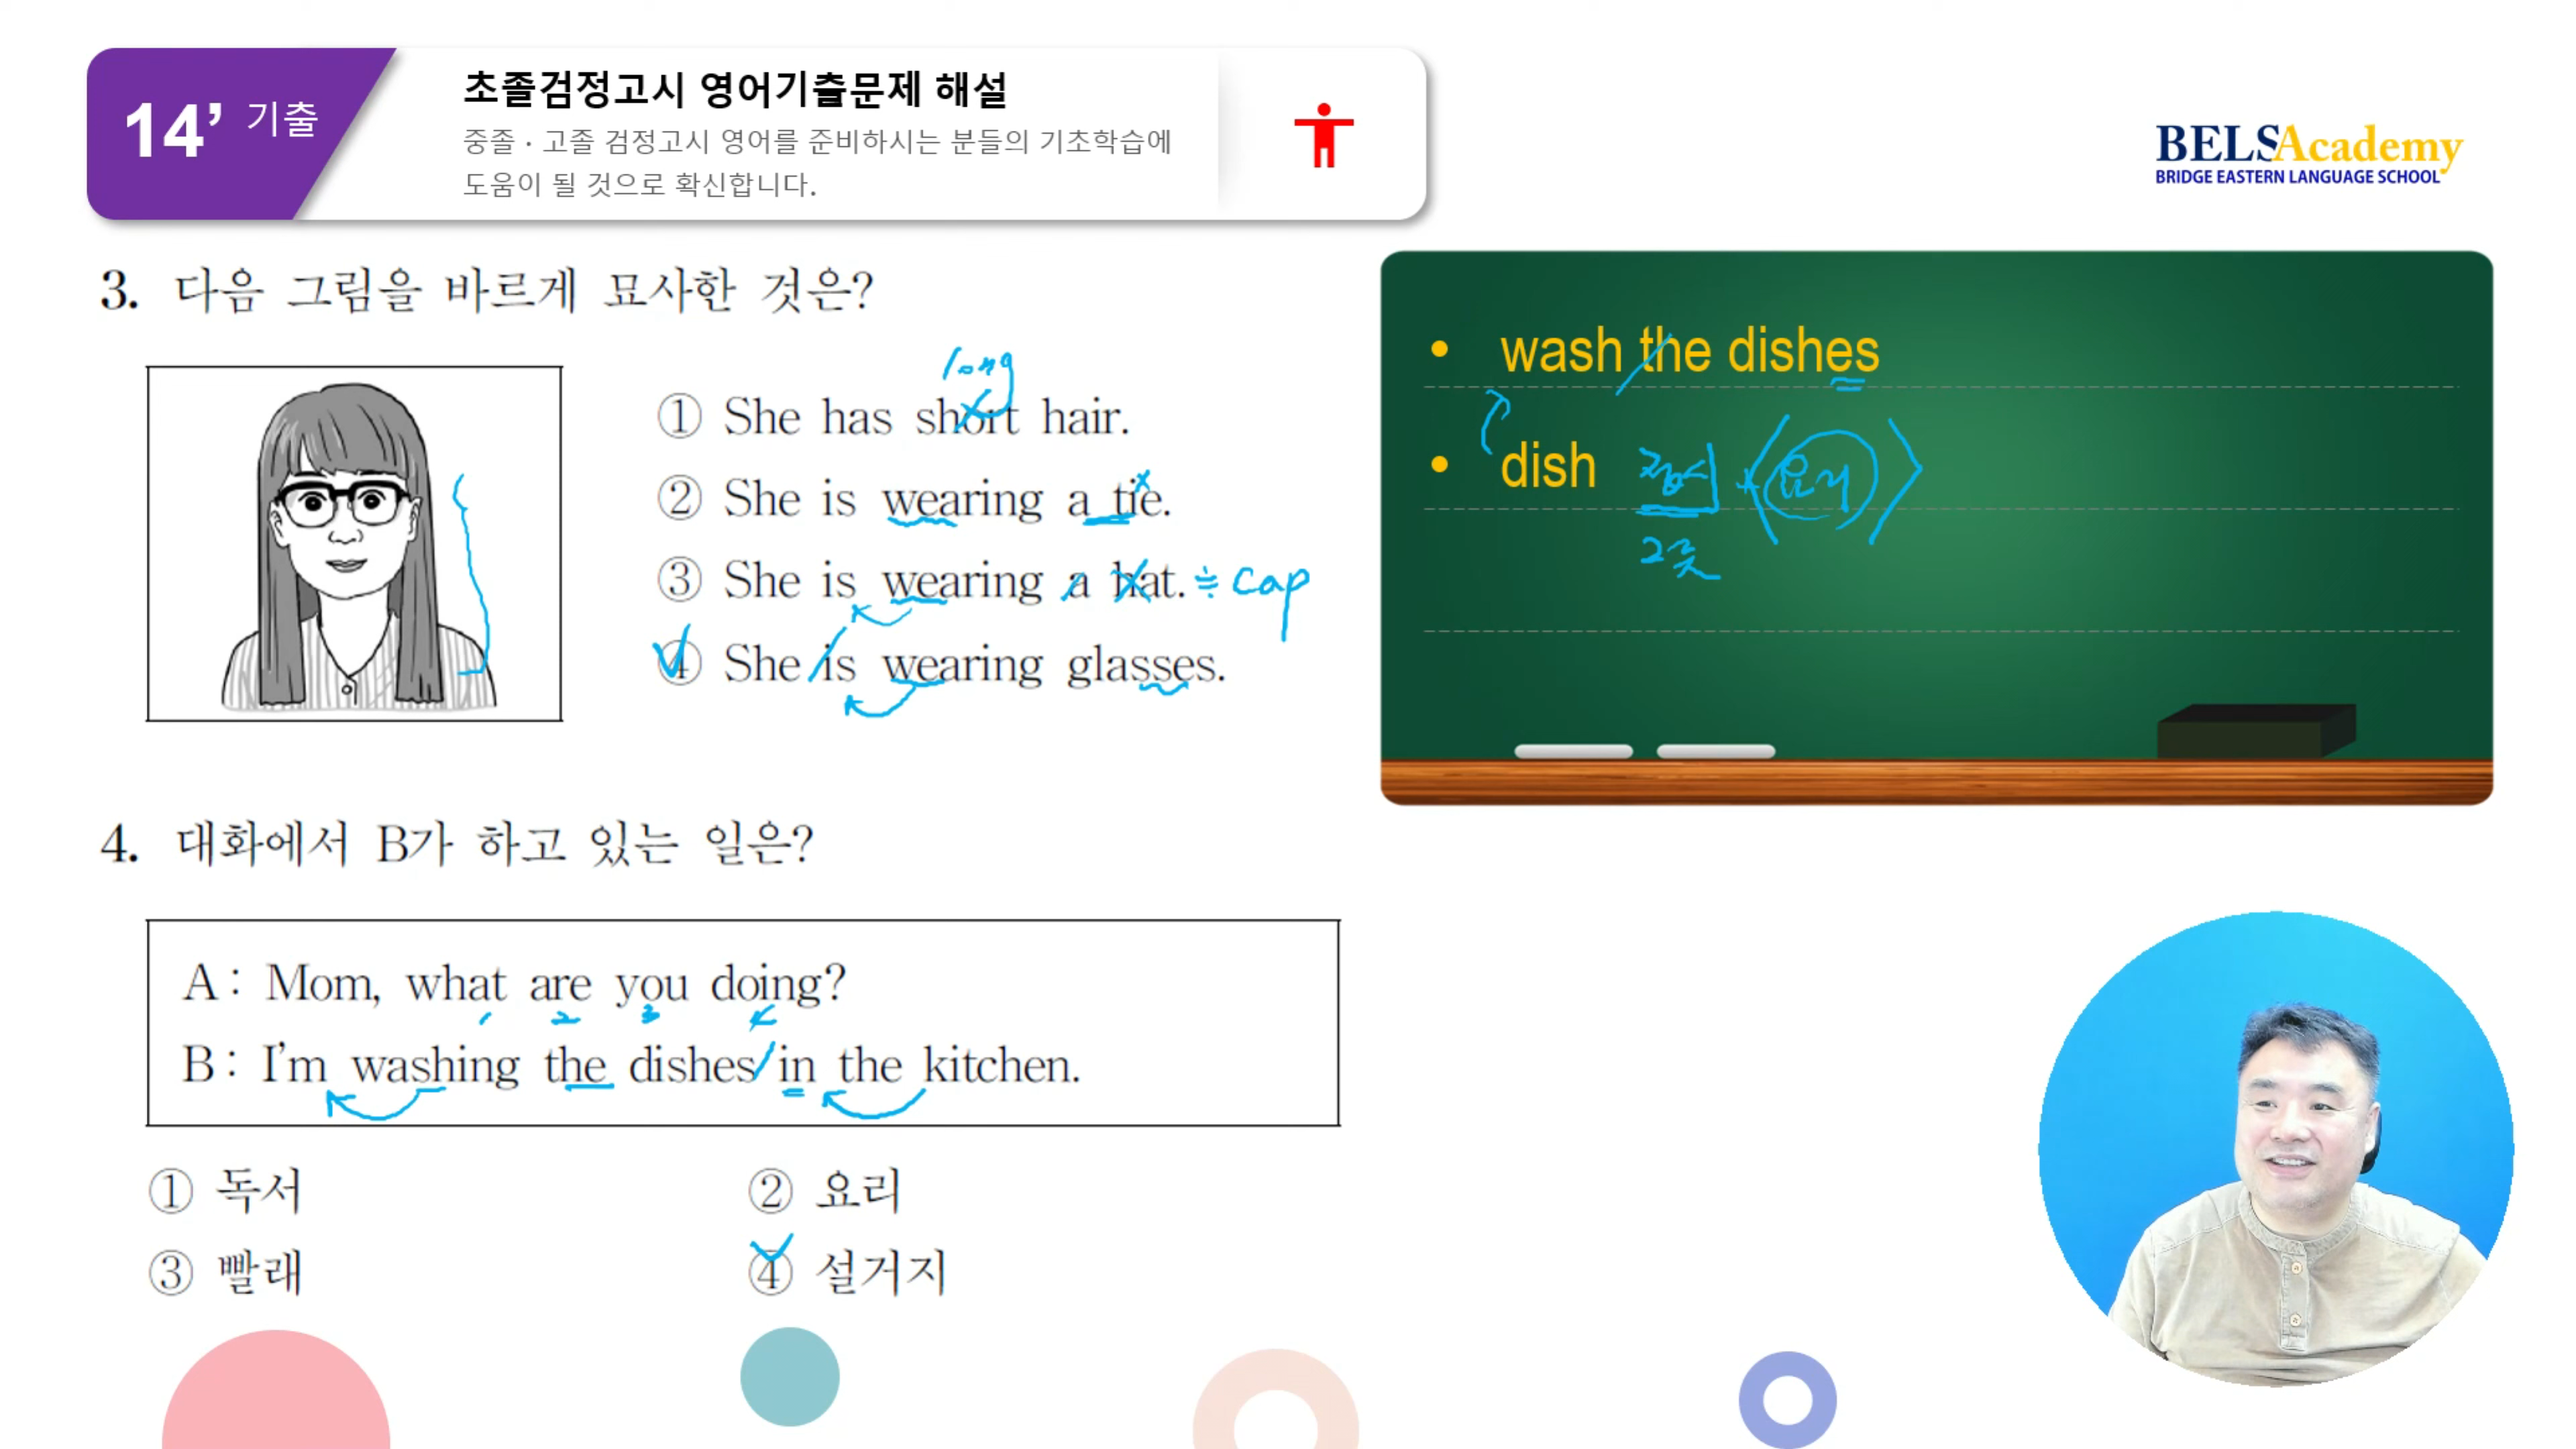 14’ 기출
초졸검정고시 영어기출문제 해설
중졸 · 고졸 검정고시 영어를 준비하시는 분들의 기초학습에
도움이 될 것으로 확신합니다.
BELSAcademy
BRIDGE EASTERN LANGUAGE SCHOOL
3. 다음 그림을 바르게 묘사한 것은?
long
① She has short hair.
② She is wearing a tie.
③ She is wearing a hat. ≒ cap
④ She is wearing glasses.
• wash the dishes
• dish 접시 요리
그릇
4. 대화에서 B가 하고 있는 일은?
A : Mom, what are you doing?
1 2 3
B : I’m washing the dishes in the kitchen.
① 독서
② 요리
③ 빨래
④ 설거지